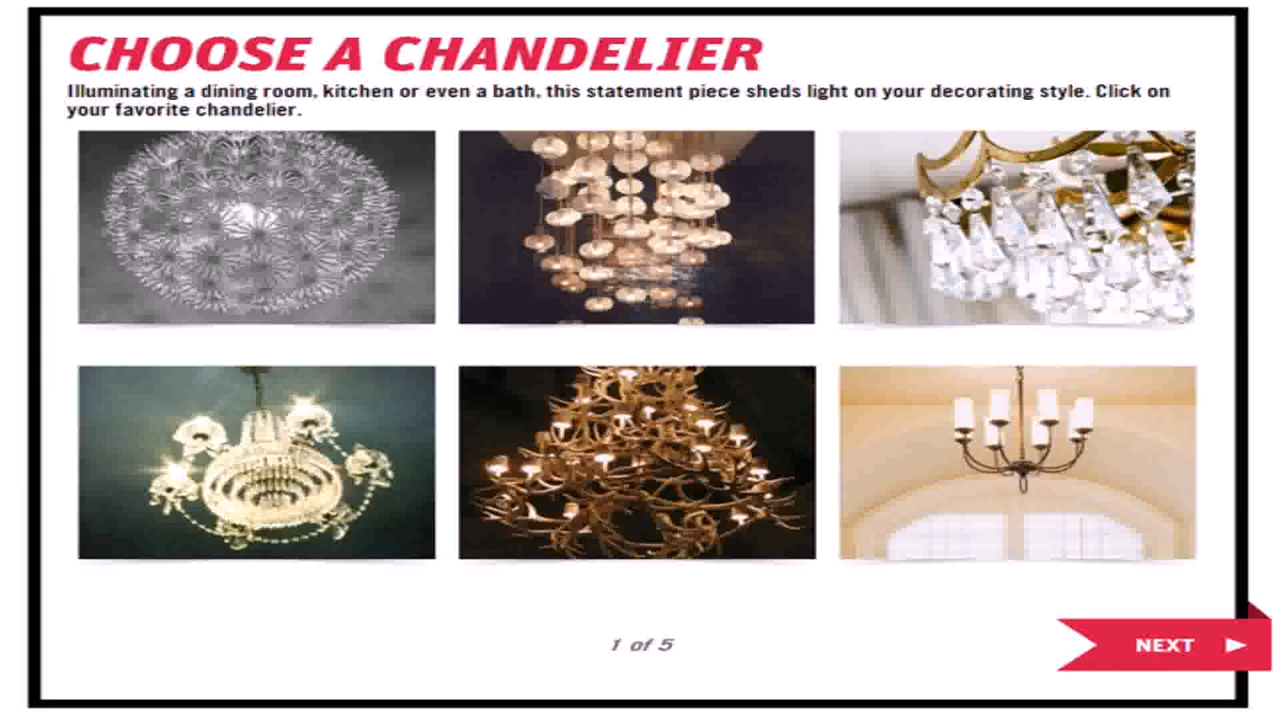 CHOOSE A CHANDELIER
Illuminating a dining room, kitchen or even a bath, this statement piece sheds light on your decorating style. Click on
your favorite chandelier.
1 of 5
NEXT